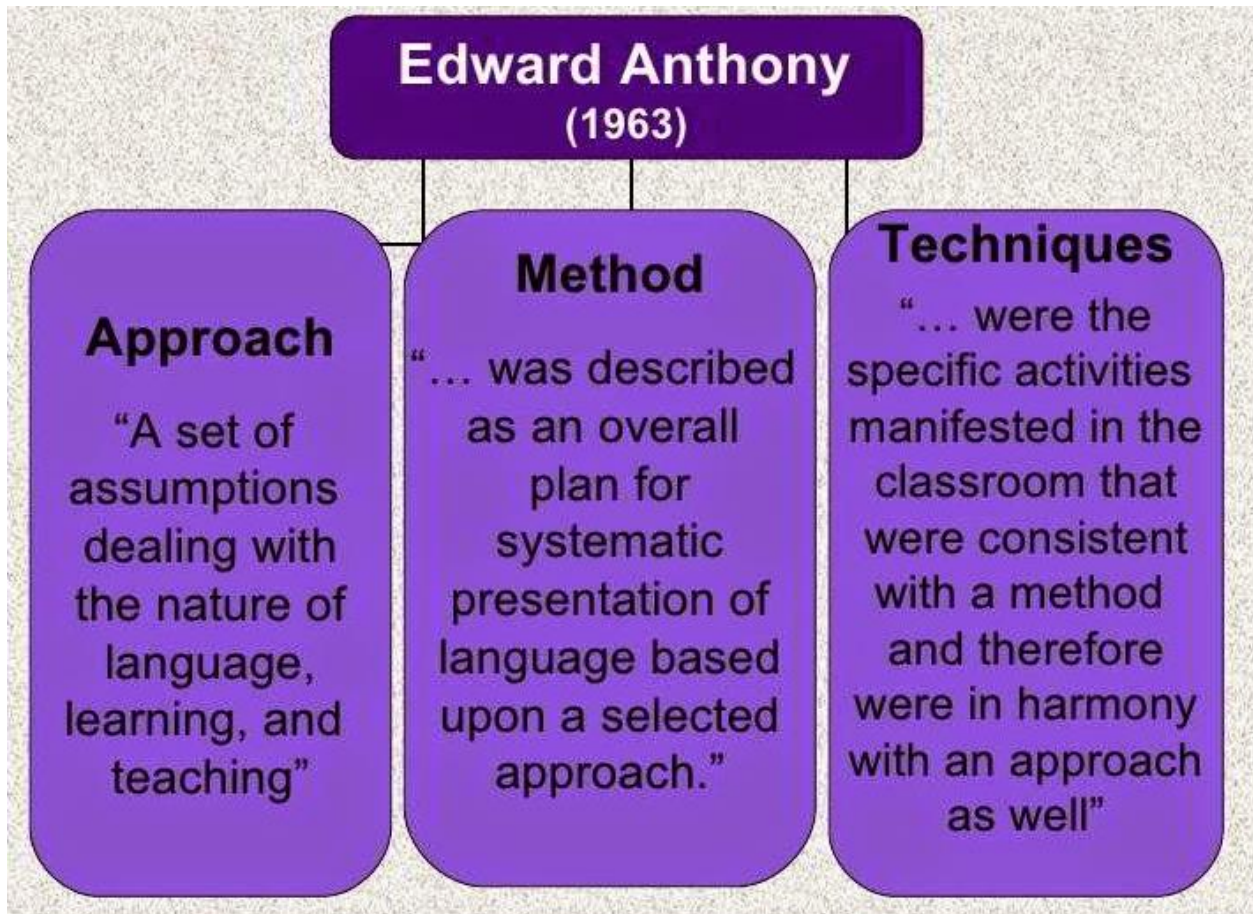 Edward Anthony
(1963)
Approach
“A set of
assumptions
dealing with
the nature of
language,
learning, and
teaching”
Method
“… was described
as an overall
plan for
systematic
presentation of
language based
upon a selected
approach.”
Techniques
“… were the
specific activities
manifested in the
classroom that
were consistent
with a method
and therefore
were in harmony
with an approach
as well”